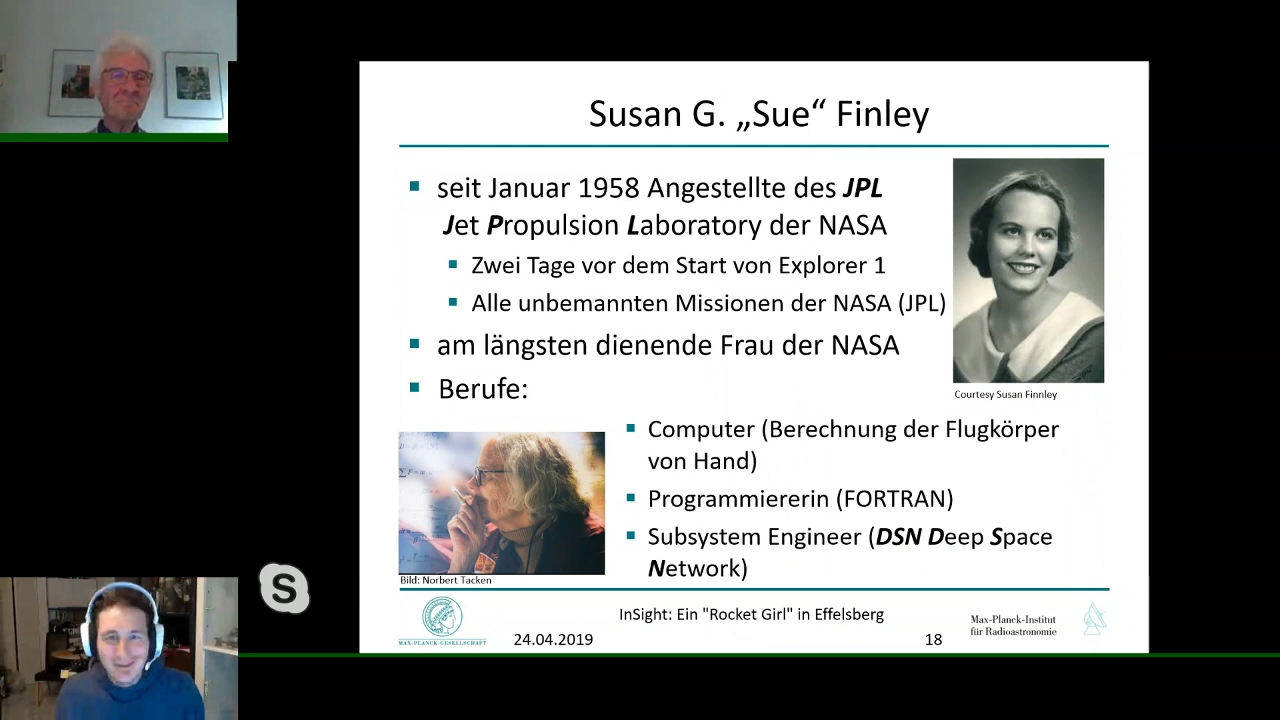 Susan G. „Sue“ Finley
seit Januar 1958 Angestellte des JPL
Jet Propulsion Laboratory der NASA
Zwei Tage vor dem Start von Explorer 1
Alle unbemannten Missionen der NASA (JPL)
am längsten dienende Frau der NASA
Berufe:
Courtesy Susan Finnley
Computer (Berechnung der Flugkörper
von Hand)
Programmiererin (FORTRAN)
Subsystem Engineer (DSN Deep Space
Network)
Bild: Norbert Tacken
S
InSight: Ein "Rocket Girl" in Effelsberg
MAX-PLANCK-GESELLSCHAFT
24.04.2019
18
Max-Planck-Institut
für Radioastronomie